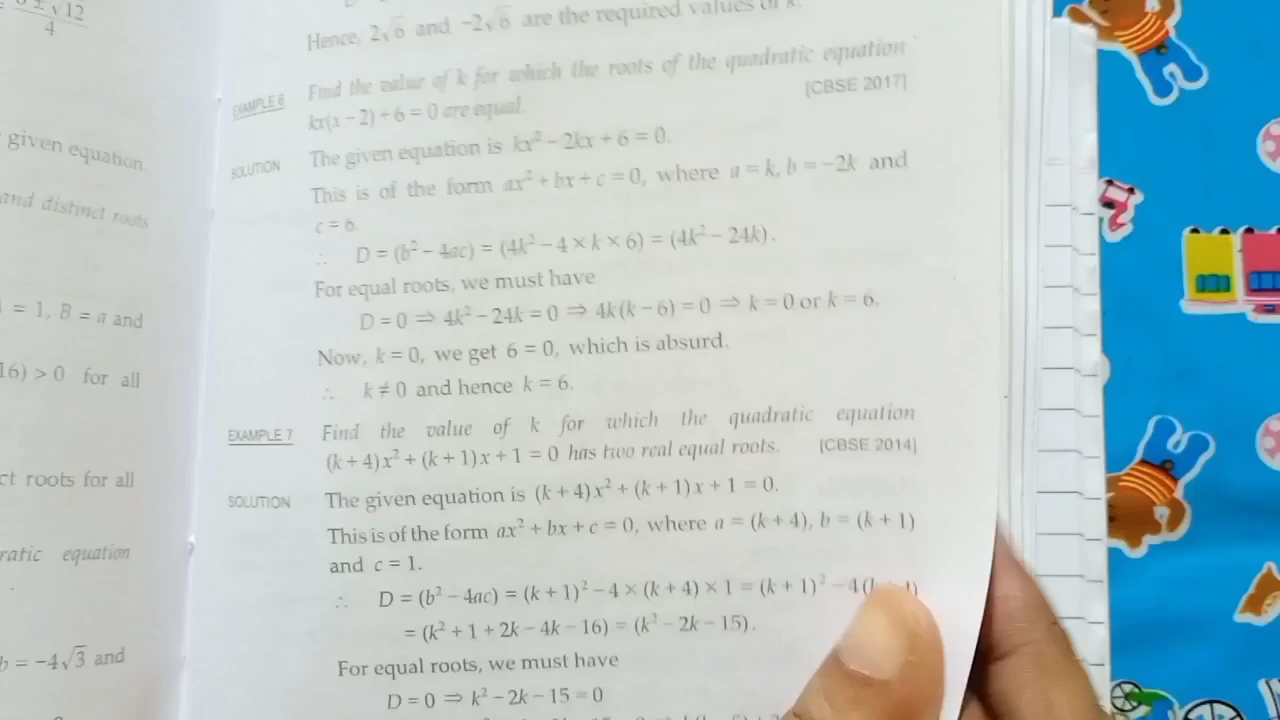 √12
4
given equation.
and distinct roots
= 1, B = a and
16) > 0 for all
ct roots for all
ratic equation
b = −4√3 and
Hence, 2√6 and −2√6 are the required values of k.
EXAMPLE 6 Find the value of k for which the roots of the quadratic equation
kx(x − 2) + 6 = 0 are equal. [CBSE 2017]
SOLUTION The given equation is kx² − 2kx + 6 = 0.
This is of the form ax² + bx + c = 0, where a = k, b = −2k and
c = 6.
∴ D = (b² − 4ac) = (4k² − 4 × k × 6) = (4k² − 24k).
For equal roots, we must have
D = 0 ⇒ 4k² − 24k = 0 ⇒ 4k(k − 6) = 0 ⇒ k = 0 or k = 6.
Now, k = 0, we get 6 = 0, which is absurd.
∴ k ≠ 0 and hence k = 6.
EXAMPLE 7 Find the value of k for which the quadratic equation
(k + 4)x² + (k + 1)x + 1 = 0 has two real equal roots. [CBSE 2014]
SOLUTION The given equation is (k + 4)x² + (k + 1)x + 1 = 0.
This is of the form ax² + bx + c = 0, where a = (k + 4), b = (k + 1)
and c = 1.
∴ D = (b² − 4ac) = (k + 1)² − 4 × (k + 4) × 1 = (k + 1)² − 4(
= (k² + 1 + 2k − 4k − 16) = (k² − 2k − 15).
For equal roots, we must have
D = 0 ⇒ k² − 2k − 15 = 0